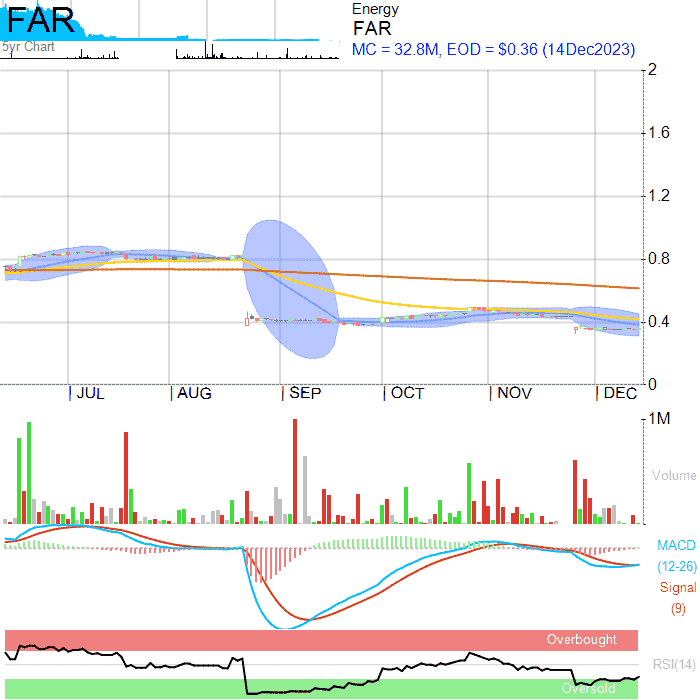 FAR
5yr Chart
Energy
FAR
MC = 32.8M, EOD = $0.36 (14Dec2023)
2
1.6
1.2
0.8
0.4
0
JUL
AUG
SEP
OCT
NOV
DEC
1M
Volume
MACD
(12-26)
Signal
(9)
Overbought
RSI(14)
Oversold